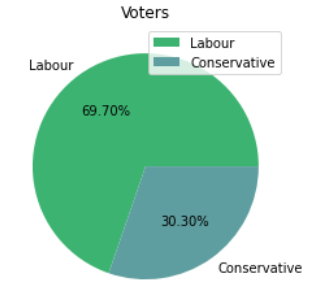 Voters
Labour
Conservative
Labour
69.70%
30.30%
Conservative